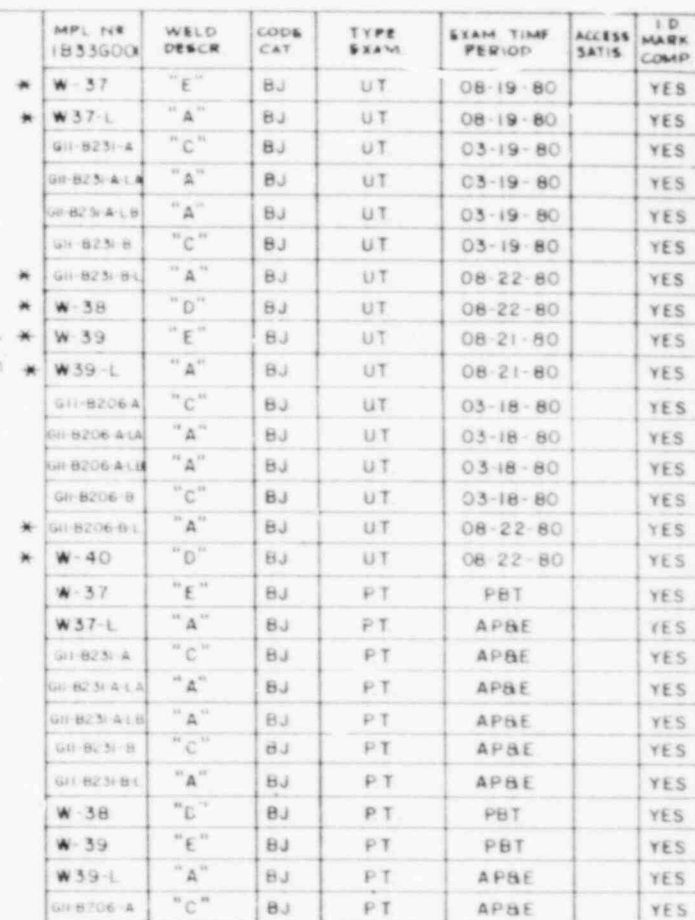 MPL Nº 1B33G001 WELD DESCR CODE CAT TYPE EXAM EXAM TIME PERIOD ACCESS SATIS I.D MARK COMP
* W-37 "E" BJ UT 08-19-80 YES
* W37-L "A" BJ UT 08-19-80 YES
G11-B231-A "C" BJ UT 03-19-80 YES
G11-B231-A-LA "A" BJ UT 03-19-80 YES
G11-B231-A-LB "A" BJ UT 03-19-80 YES
G11-B231-B "C" BJ UT 03-19-80 YES
* G11-B231-B-L "A" BJ UT 08-22-80 YES
* W-38 "D" BJ UT 08-22-80 YES
* W-39 "E" BJ UT 08-21-80 YES
* W39-L "A" BJ UT 08-21-80 YES
G11-B206-A "C" BJ UT 03-18-80 YES
G11-B206-A-LA "A" BJ UT 03-18-80 YES
G11-B206-A-LB "A" BJ UT 03-18-80 YES
G11-B206-B "C" BJ UT 03-18-80 YES
* G11-B206-B-L "A" BJ UT 08-22-80 YES
* W-40 "D" BJ UT 08-22-80 YES
W-37 "E" BJ PT PBT YES
W37-L "A" BJ PT AP&E YES
G11-B231-A "C" BJ PT AP&E YES
G11-B231-A-LA "A" BJ PT AP&E YES
G11-B231-A-LB "A" BJ PT AP&E YES
G11-B231-B "C" BJ PT AP&E YES
G11-B231-B-L "A" BJ PT AP&E YES
W-38 "D" BJ PT PBT YES
W-39 "E" BJ PT PBT YES
W39-L "A" BJ PT AP&E YES
G11-B206-A "C" BJ PT AP&E YES